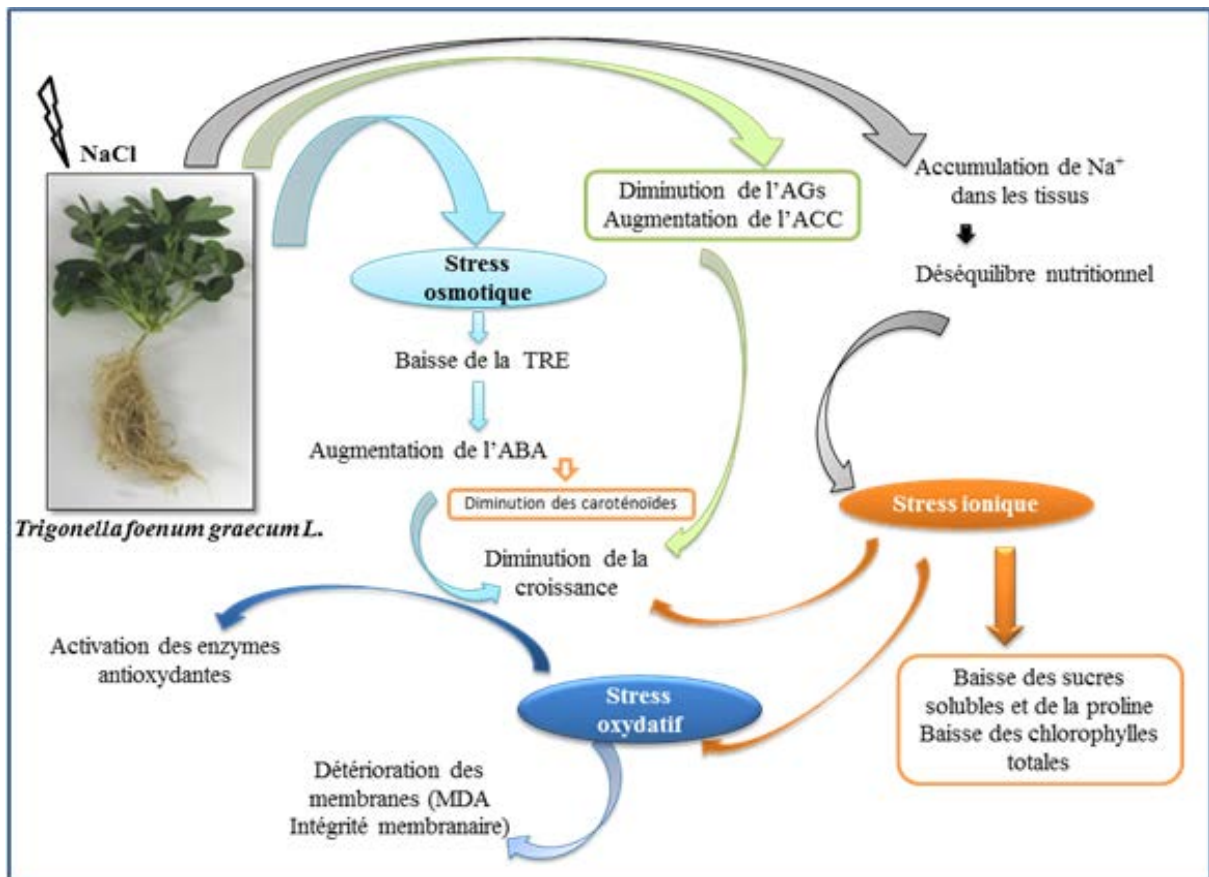 NaCl
Trigonella foenum graecum L.
Stress
osmotique
Baisse de la TRE
Augmentation de l'ABA
Diminution des caroténoïdes
Diminution de la
croissance
Diminution de l'AGs
Augmentation de l'ACC
Accumulation de Na⁺
dans les tissus
Déséquilibre nutritionnel
Stress ionique
Baisse des sucres
solubles et de la proline
Baisse des chlorophylles
totales
Stress
oxydatif
Activation des enzymes
antioxydantes
Détérioration des
membranes (MDA
Intégrité membranaire)